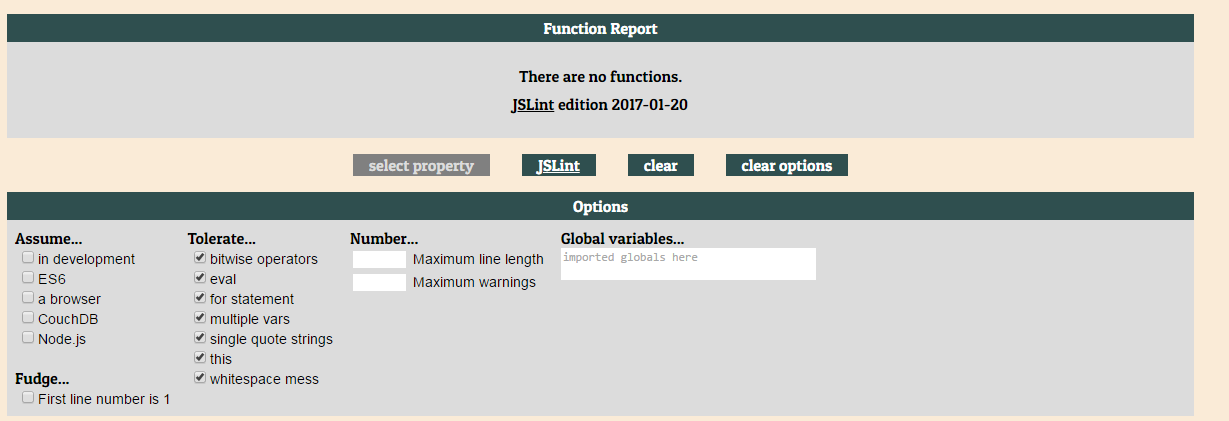 Function Report
There are no functions.
JSLint edition 2017-01-20
select property
JSLint
clear
clear options
Options
Assume...
in development
ES6
a browser
CouchDB
Node.js
Fudge...
First line number is 1
Tolerate...
bitwise operators
eval
for statement
multiple vars
single quote strings
this
whitespace mess
Number...
Maximum line length
Maximum warnings
Global variables...
imported globals here